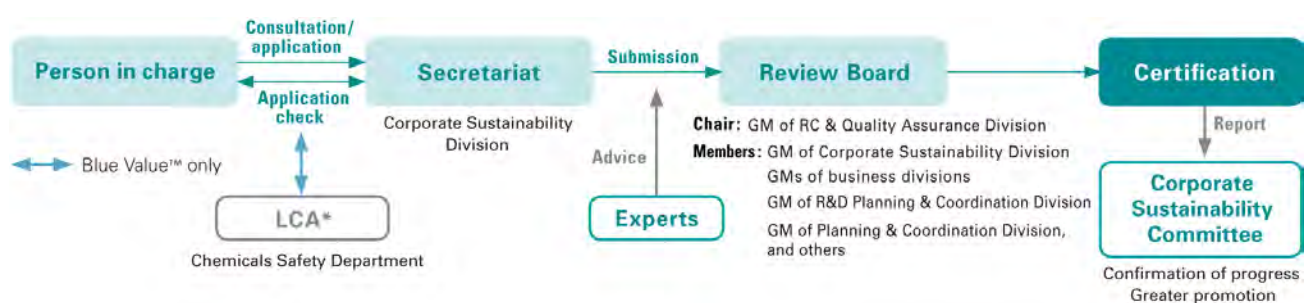 Consultation/
application
Person in charge
Secretariat
Submission
Review Board
Certification
Application
check
Corporate Sustainability
Division
Chair: GM of RC & Quality Assurance Division
Report
Blue Value™ only
Advice
Members: GM of Corporate Sustainability Division
GMs of business divisions
GM of R&D Planning & Coordination Division
GM of Planning & Coordination Division,
and others
LCA*
Chemicals Safety Department
Experts
Corporate
Sustainability
Committee
Confirmation of progress
Greater promotion